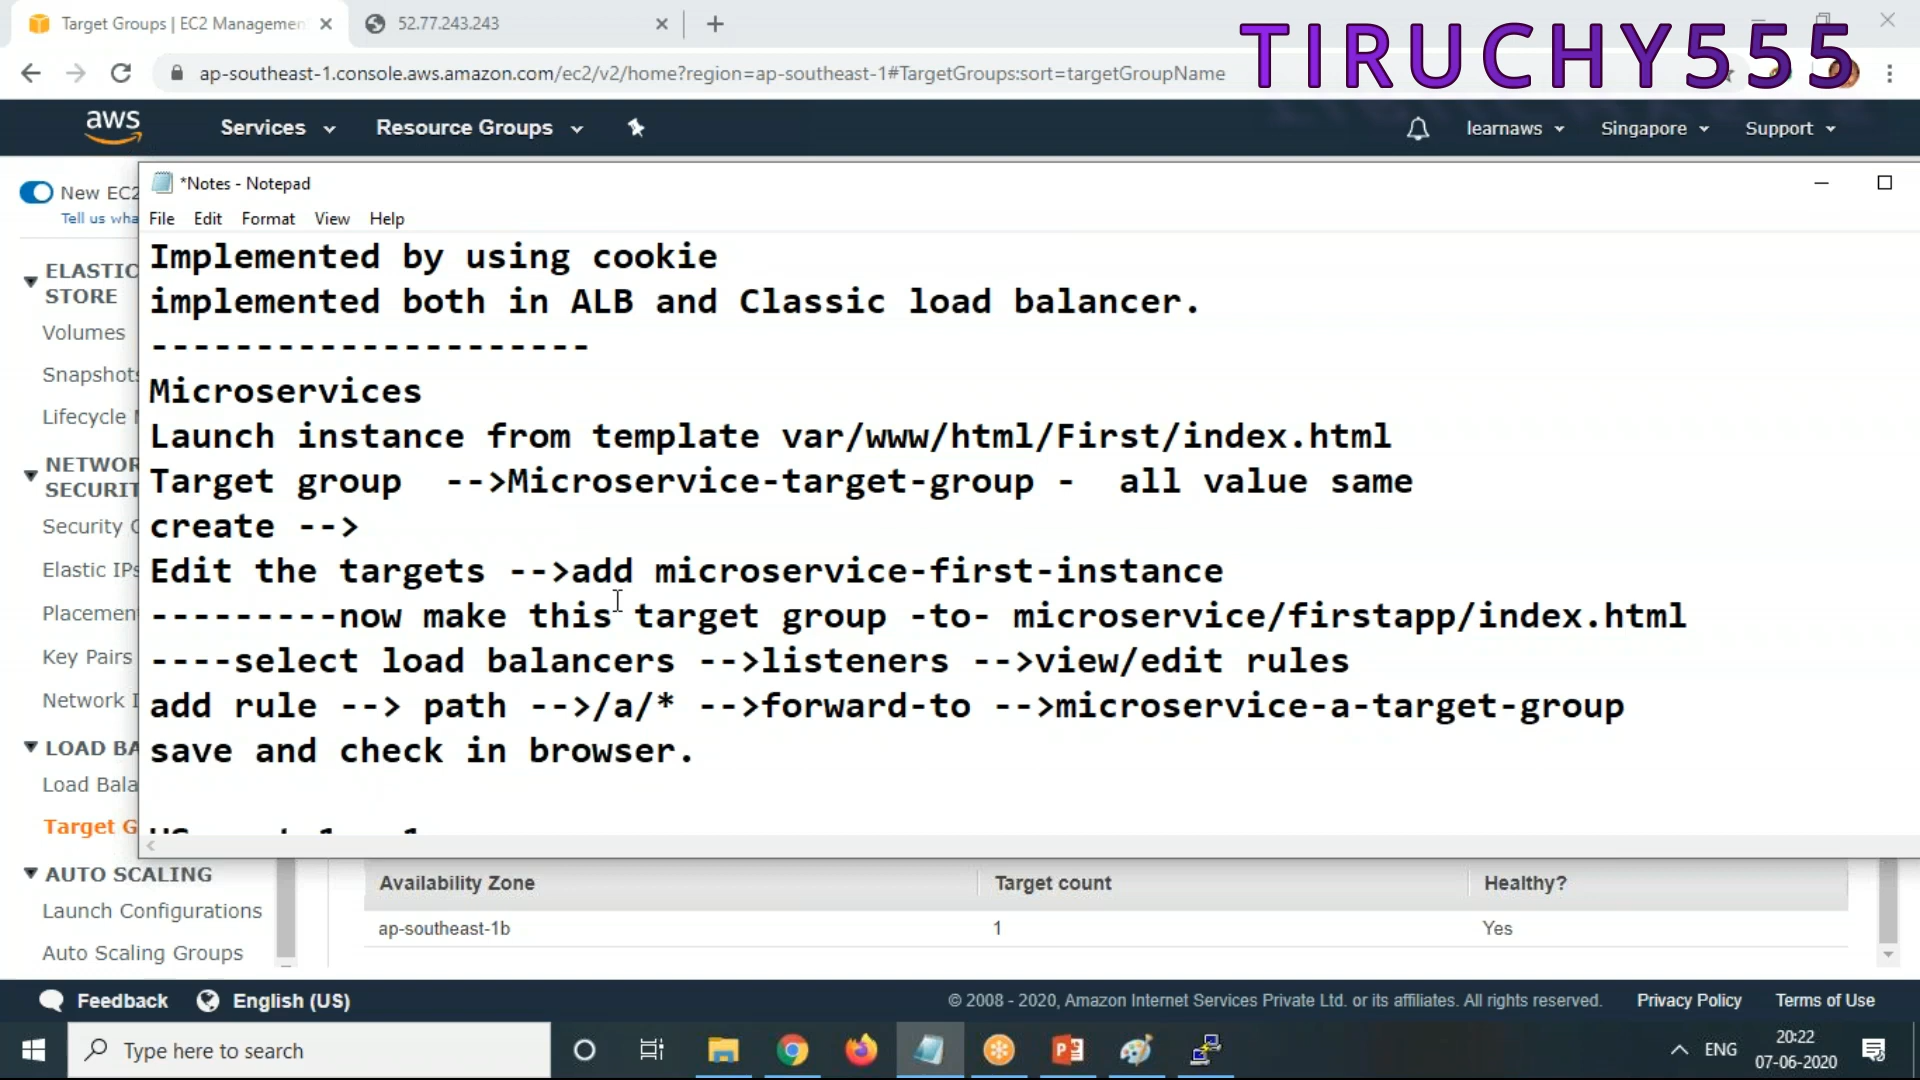 Target Groups | EC2 Managemen
52.77.243.243
ap-southeast-1.console.aws.amazon.com/ec2/v2/home?region=ap-southeast-1#TargetGroups:sort=targetGroupName
TIRUCHY555
aws
Services
Resource Groups
learnaws
Singapore
Support
New EC2
Tell us wha
*Notes - Notepad
File Edit Format View Help
ELASTIC
STORE
Volumes
Snapshots
Lifecycle
NETWOR
SECURIT
Security
Elastic IPs
Placemen
Key Pairs
Network I
LOAD BA
Load Bala
Target G
AUTO SCALING
Launch Configurations
Auto Scaling Groups
Implemented by using cookie
implemented both in ALB and Classic load balancer.
---------------------
Microservices
Launch instance from template var/www/html/First/index.html
Target group -->Microservice-target-group - all value same
create -->
Edit the targets -->add microservice-first-instance
---------now make this target group -to- microservice/firstapp/index.html
----select load balancers -->listeners -->view/edit rules
add rule --> path -->/a/* -->forward-to -->microservice-a-target-group
save and check in browser.
Availability Zone Target count Healthy?
ap-southeast-1b 1 Yes
Feedback
English (US)
© 2008 - 2020, Amazon Internet Services Private Ltd. or its affiliates. All rights reserved.
Privacy Policy
Terms of Use
Type here to search
ENG
20:22
07-06-2020